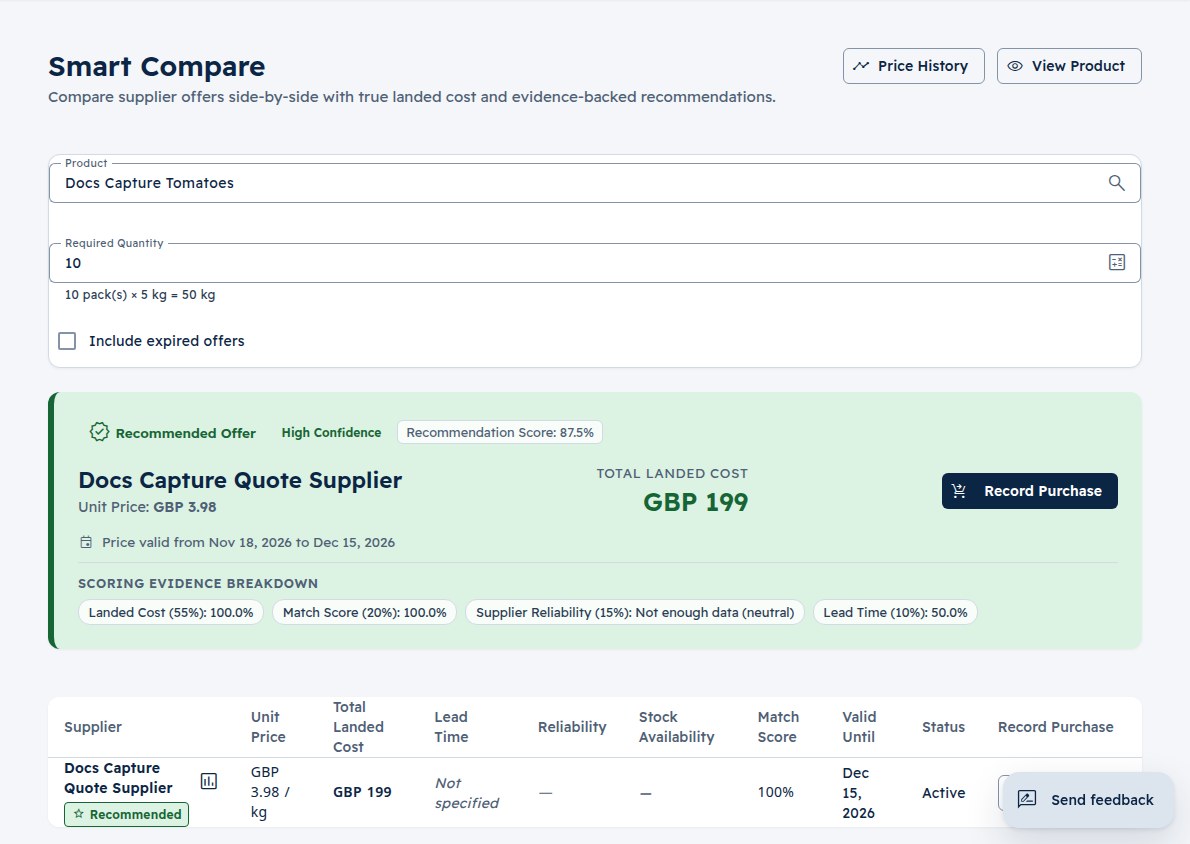 Smart Compare
Compare supplier offers side-by-side with true landed cost and evidence-backed recommendations.
Price History
View Product
Product
Docs Capture Tomatoes
Required Quantity
10
10 pack(s) × 5 kg = 50 kg
Include expired offers
Recommended Offer
High Confidence
Recommendation Score: 87.5%
Docs Capture Quote Supplier
Unit Price: GBP 3.98
TOTAL LANDED COST
GBP 199
Record Purchase
Price valid from Nov 18, 2026 to Dec 15, 2026
SCORING EVIDENCE BREAKDOWN
Landed Cost (55%): 100.0%
Match Score (20%): 100.0%
Supplier Reliability (15%): Not enough data (neutral)
Lead Time (10%): 50.0%
Supplier
Unit
Price
Total
Landed
Cost
Lead
Time
Reliability
Stock
Availability
Match
Score
Valid
Until
Status
Record Purchase
Docs Capture
Quote Supplier
Recommended
GBP
3.98 /
kg
GBP 199
Not
specified
—
—
100%
Dec
15,
2026
Active
Send feedback